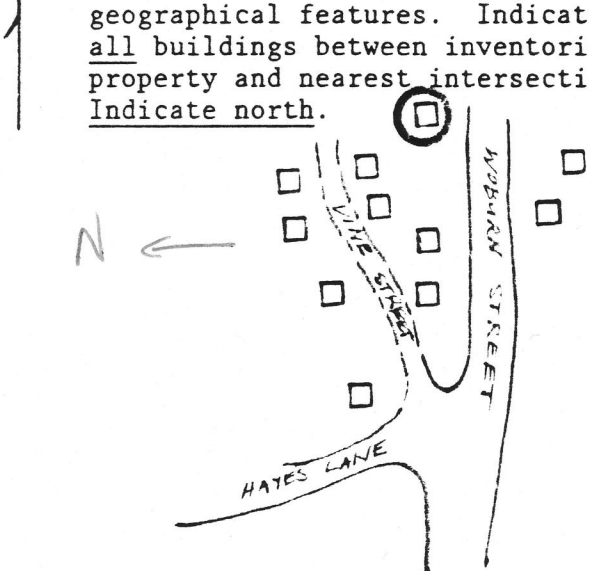 geographical features. Indicat
all buildings between inventori
property and nearest intersecti
Indicate north.
N
VINE STREET
WOBURN STREET
HAYES LANE